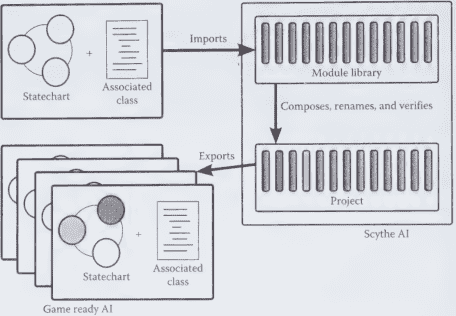 Imports
+
Statechart
Associated
class
Module library
Composes, renames, and verifies
Exports
Project
Scythe AI
+
Statechart
Associated
class
Game ready AI